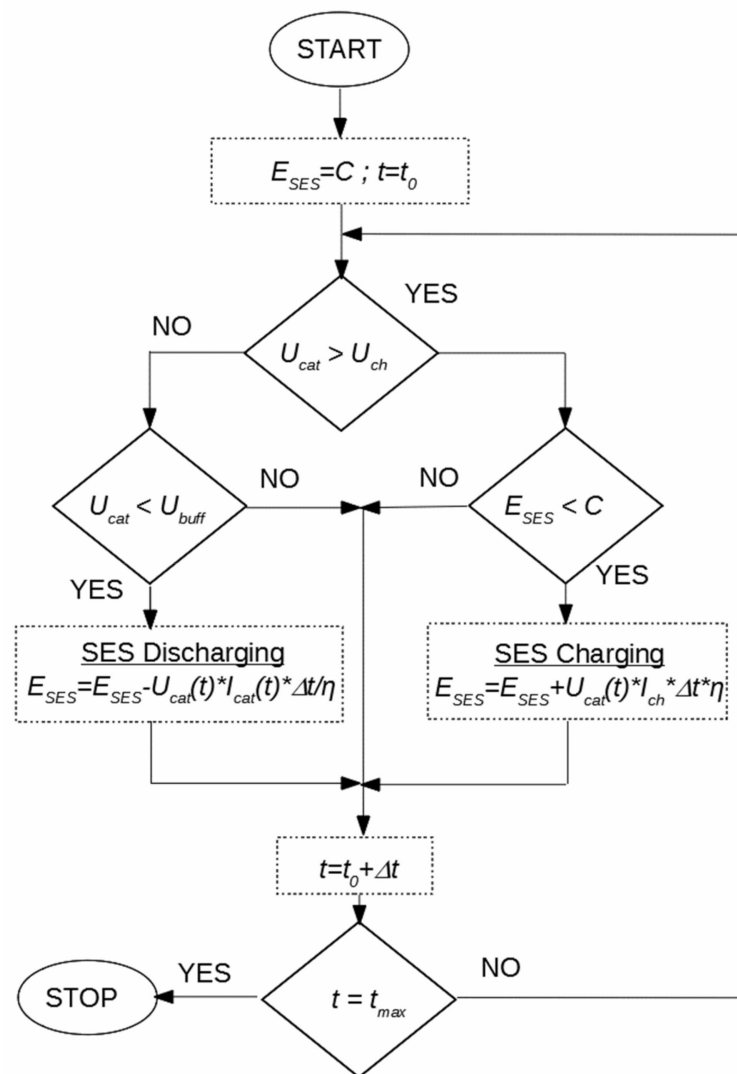 START
E_SES=C ; t=t_0
YES
NO
U_cat > U_ch
NO
NO
U_cat < U_buff
E_SES < C
YES
YES
SES Discharging
E_SES=E_SES-U_cat(t)*I_cat(t)*Δt/η
SES Charging
E_SES=E_SES+U_cat(t)*I_ch*Δt*η
t=t_0+Δt
YES
NO
STOP
t = t_max